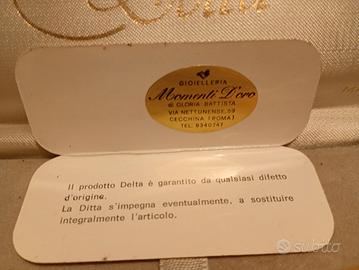 GIOIELLERIA
Momenti D'oro
di GLORIA BATTISTA
VIA NETTUNENSE, 59
CECCHINA (ROMA)
TEL. 9340747
Il prodotto Delta è garantito da qualsiasi difetto
d'origine.
La Ditta s'impegna eventualmente, a sostituire
integralmente l'articolo.
subito